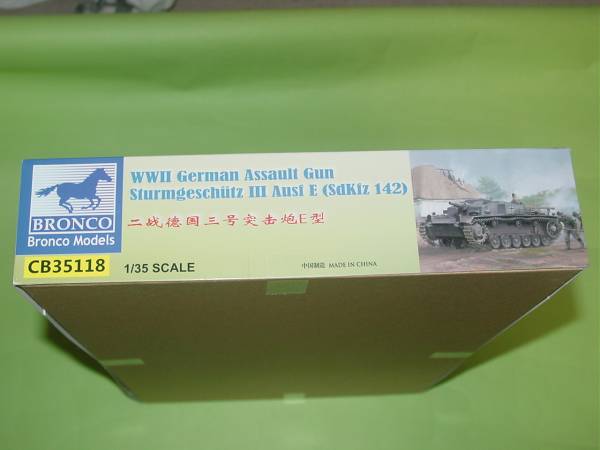 WWII German Assault Gun
Sturmgeschütz III Ausf E (SdKfz 142)
二战德国三号突击炮E型
BRONCO
Bronco Models
CB35118
1/35 SCALE
中国制造 MADE IN CHINA